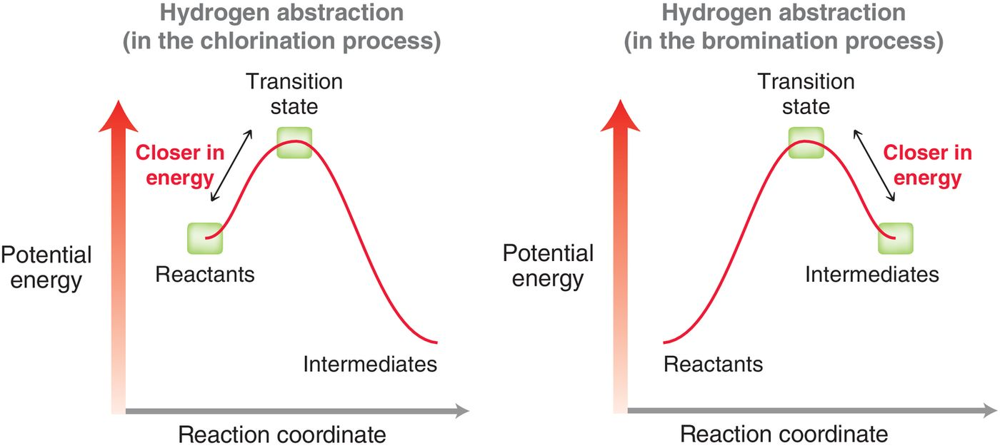 Hydrogen abstraction
(in the chlorination process)
Transition
state
Closer in
energy
Reactants
Potential
energy
Intermediates
Reaction coordinate
Hydrogen abstraction
(in the bromination process)
Transition
state
Closer in
energy
Intermediates
Potential
energy
Reactants
Reaction coordinate